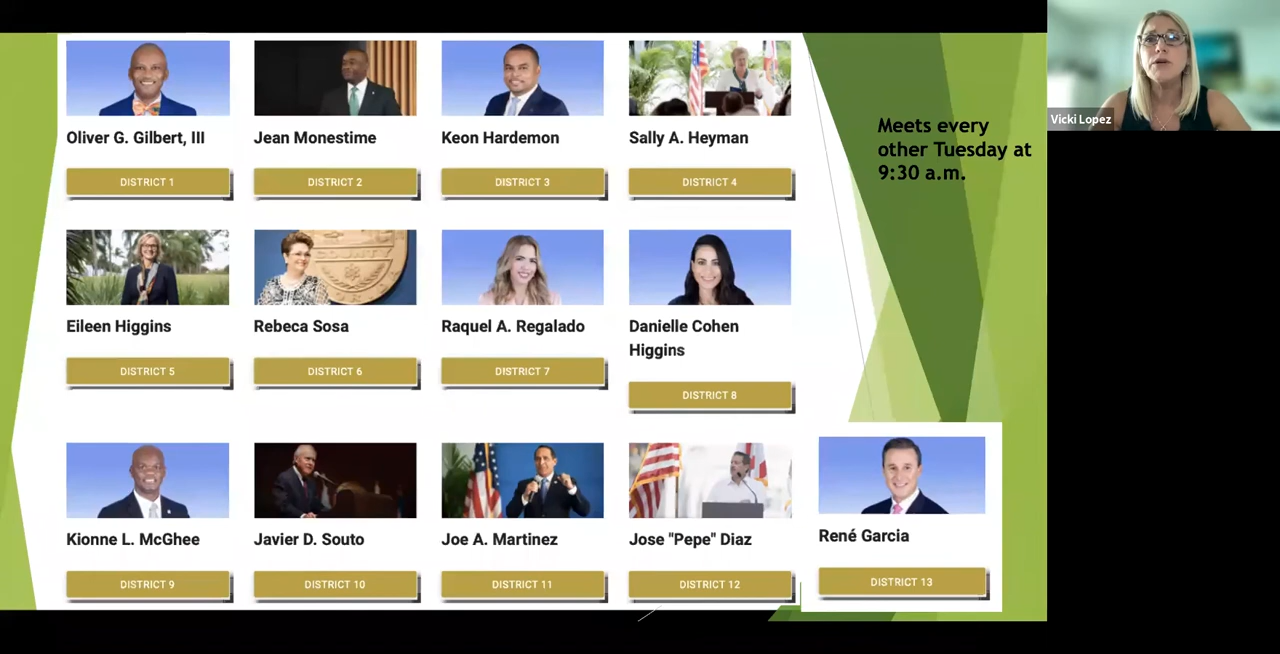 Oliver G. Gilbert, III
Jean Monestime
Keon Hardemon
Sally A. Heyman
DISTRICT 1
DISTRICT 2
DISTRICT 3
DISTRICT 4
Meets every
other Tuesday at
9:30 a.m.
Vicki Lopez
COUNTY
Eileen Higgins
Rebeca Sosa
Raquel A. Regalado
Danielle Cohen
Higgins
DISTRICT 5
DISTRICT 6
DISTRICT 7
DISTRICT 8
Kionne L. McGhee
Javier D. Souto
Joe A. Martinez
Jose "Pepe" Diaz
René Garcia
DISTRICT 9
DISTRICT 10
DISTRICT 11
DISTRICT 12
DISTRICT 13